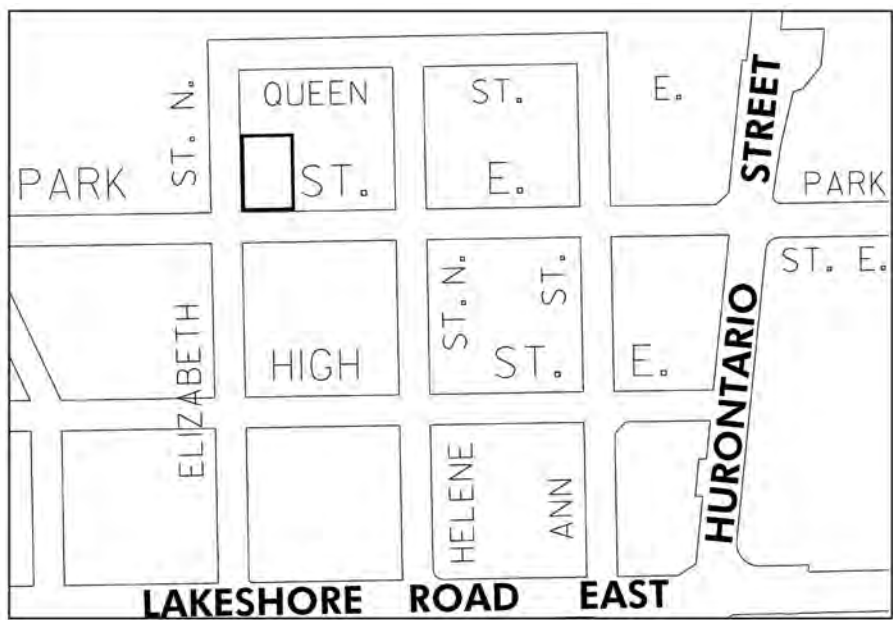 QUEEN ST. E.
PARK ST. E.
PARK ST. E.
HIGH ST. E.
ELIZABETH ST. N.
HELENE ST. N.
ANN ST.
HURONTARIO STREET
LAKESHORE ROAD EAST